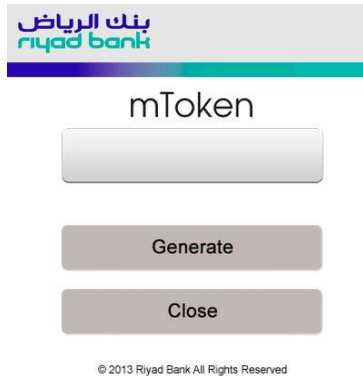 بنك الرياض
riyad bank
mToken
Generate
Close
© 2013 Riyad Bank All Rights Reserved